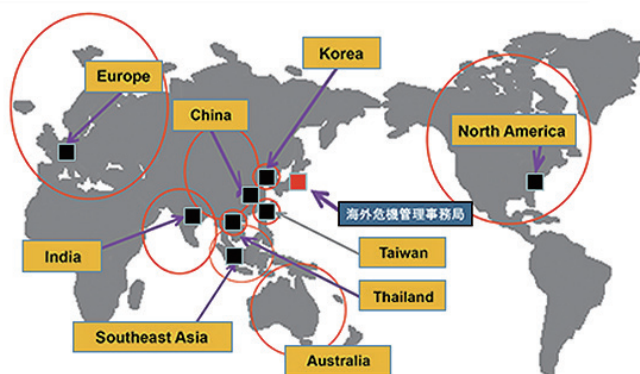 Korea
Europe
China
North America
海外危機管理事務局
India
Taiwan
Thailand
Southeast Asia
Australia